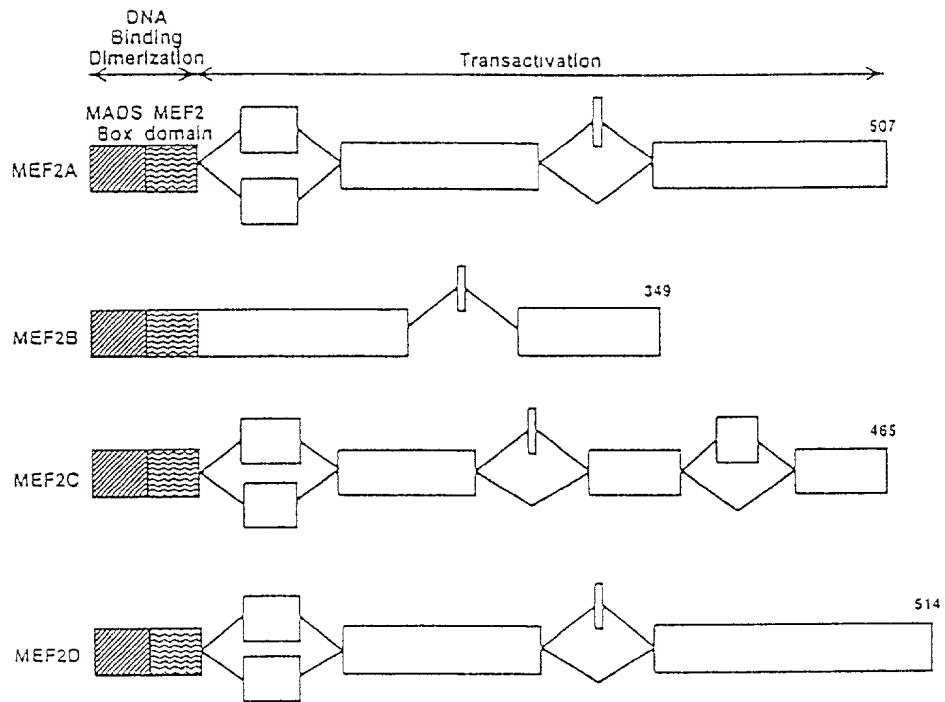 DNA
Binding
Dimerization
Transactivation
MADS MEF2
Box domain
507
MEF2A
349
MEF2B
465
MEF2C
514
MEF2D